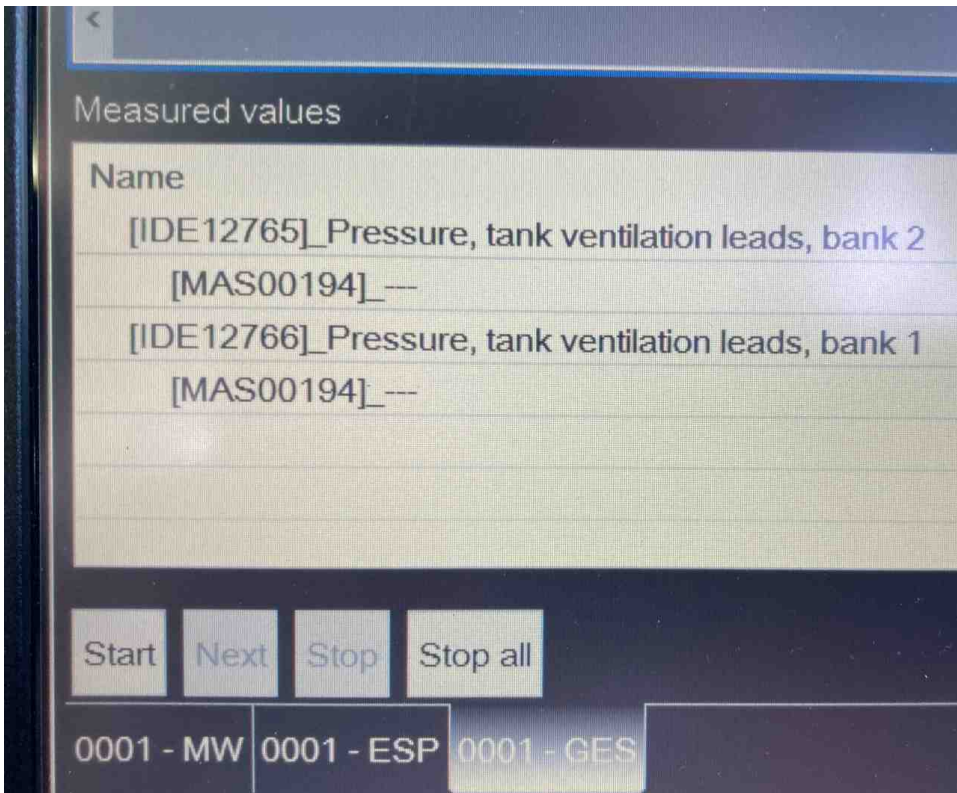 Measured values
Name
[IDE12765]_Pressure, tank ventilation leads, bank 2
[MAS00194]_---
[IDE12766]_Pressure, tank ventilation leads, bank 1
[MAS00194]_---
Start Next Stop Stop all
0001 - MW 0001 - ESP 0001 - GES